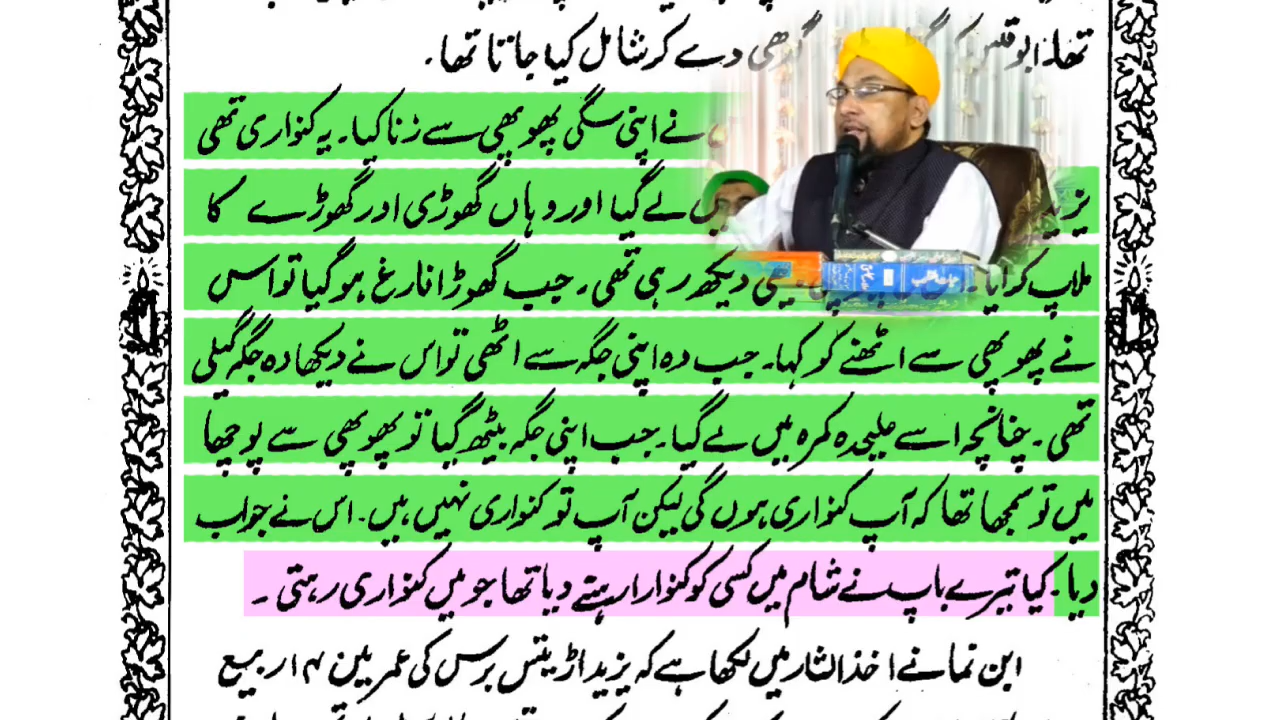 تھا۔ ابوقیس دے کر شامل کیا جاتا تھا۔
نے اپنی سگی پھوپھی سے زنا کیا۔ یہ کنواری تھی
یزید لے گیا اور وہاں گھوڑی اور گھوڑے کا
ملاپ کرایا۔ دیکھ رہی تھی۔ جب گھوڑا فارغ ہو گیا تو اس
نے پھوپھی سے اٹھنے کو کہا۔ جب وہ اپنی جگہ سے اٹھی تو اس نے دیکھا وہ جگہ گیلی
تھی۔ چنانچہ اسے علیحدہ کمرہ میں لے گیا۔ جب اپنی جگہ بیٹھ گیا تو پھوپھی سے پوچھا
میں تو سمجھا تھا کہ آپ کنواری ہوں گی لیکن آپ تو کنواری نہیں ہیں۔ اس نے جواب
دیا۔ کیا تیرے باپ نے شام میں کسی کو کنوارا رہنے دیا تھا جو میں کنواری رہتی۔
ابن نما نے اخذ الثار میں لکھا ہے کہ یزید اڑتیس برس کی عمر میں ۱۴ ربیع